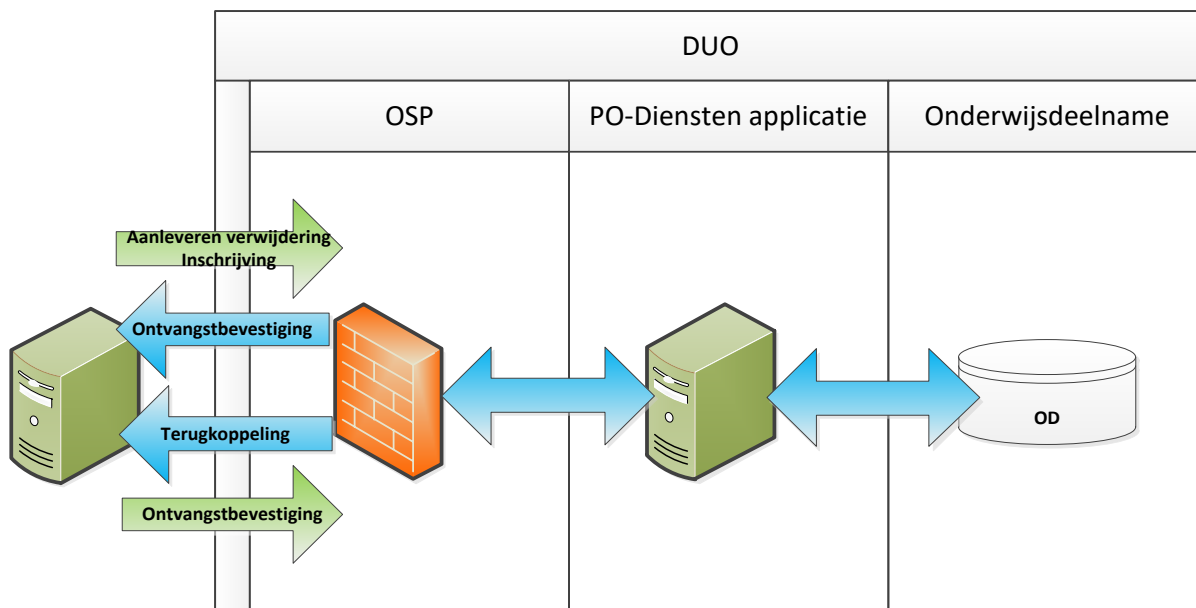 DUO
OSP
PO-Diensten applicatie
Onderwijsdeelname
Aanleveren verwijdering
Inschrijving
Ontvangstbevestiging
Terugkoppeling
OD
Ontvangstbevestiging